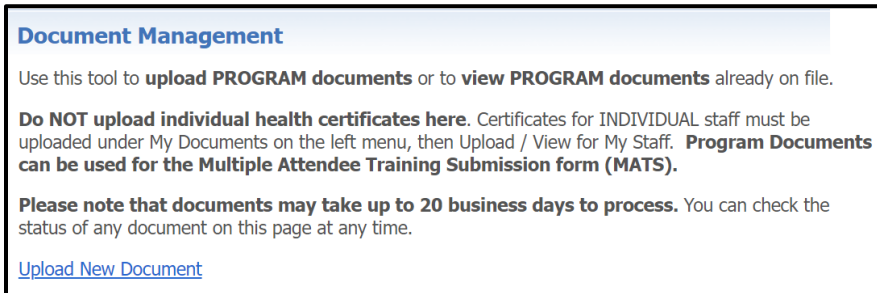 Document Management
Use this tool to upload PROGRAM documents or to view PROGRAM documents already on file.
Do NOT upload individual health certificates here. Certificates for INDIVIDUAL staff must be
uploaded under My Documents on the left menu, then Upload / View for My Staff.  Program Documents
can be used for the Multiple Attendee Training Submission form (MATS).
Please note that documents may take up to 20 business days to process. You can check the
status of any document on this page at any time.
Upload New Document